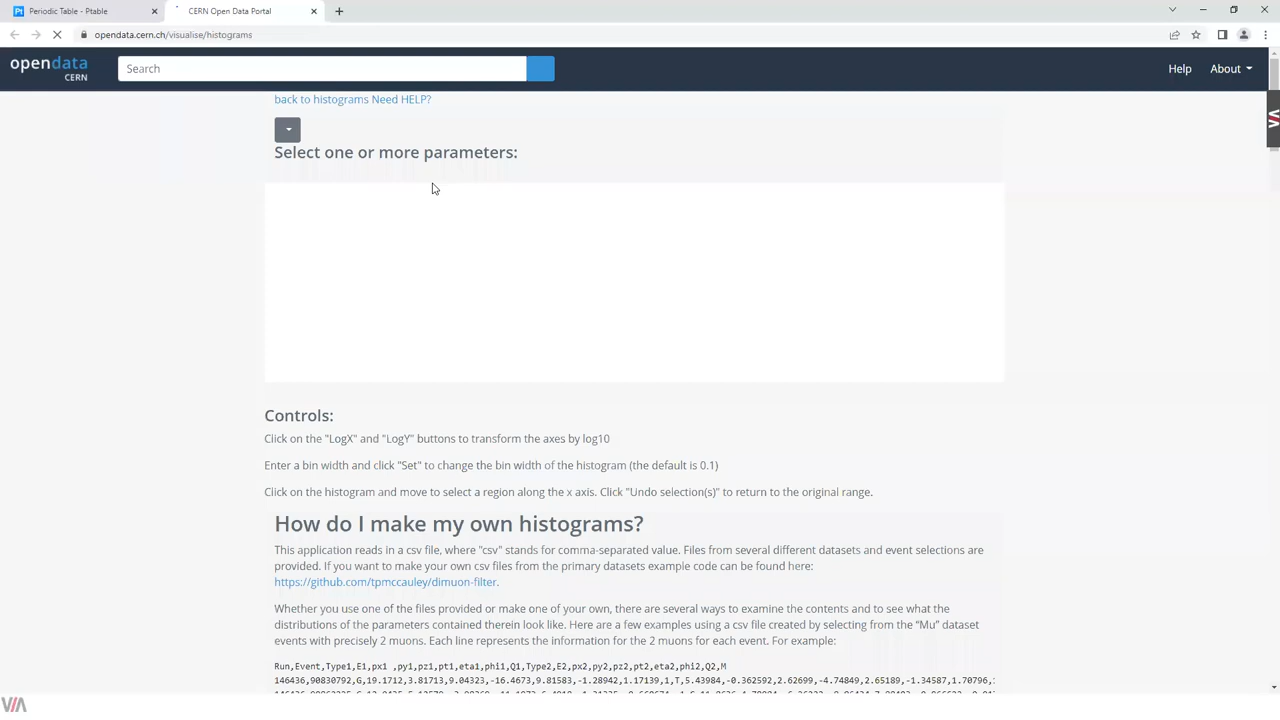 Periodic Table - Ptable
CERN Open Data Portal
opendata.cern.ch/visualise/histograms
opendata
CERN
Search
Help
About
back to histograms Need HELP?
Select one or more parameters:
Controls:
Click on the "LogX" and "LogY" buttons to transform the axes by log10
Enter a bin width and click "Set" to change the bin width of the histogram (the default is 0.1)
Click on the histogram and move to select a region along the x axis. Click "Undo selection(s)" to return to the original range.
How do I make my own histograms?
This application reads in a csv file, where "csv" stands for comma-separated value. Files from several different datasets and event selections are
provided. If you want to make your own csv files from the primary datasets example code can be found here:
https://github.com/tpmccauley/dimuon-filter.
Whether you use one of the files provided or make one of your own, there are several ways to examine the contents and to see what the
distributions of the parameters contained therein look like. Here are a few examples using a csv file created by selecting from the “Mu” dataset
events with precisely 2 muons. Each line represents the information for the 2 muons for each event. For example:
Run,Event,Type1,E1,px1 ,py1,pz1,pt1,eta1,phi1,Q1,Type2,E2,px2,py2,pz2,pt2,eta2,phi2,Q2,M
146436,90830792,G,19.1712,3.81713,9.04323,-16.4673,9.81583,-1.28942,1.17139,1,T,5.43984,-0.362592,2.62699,-4.74849,2.65189,-1.34587,1.70796,
VIA